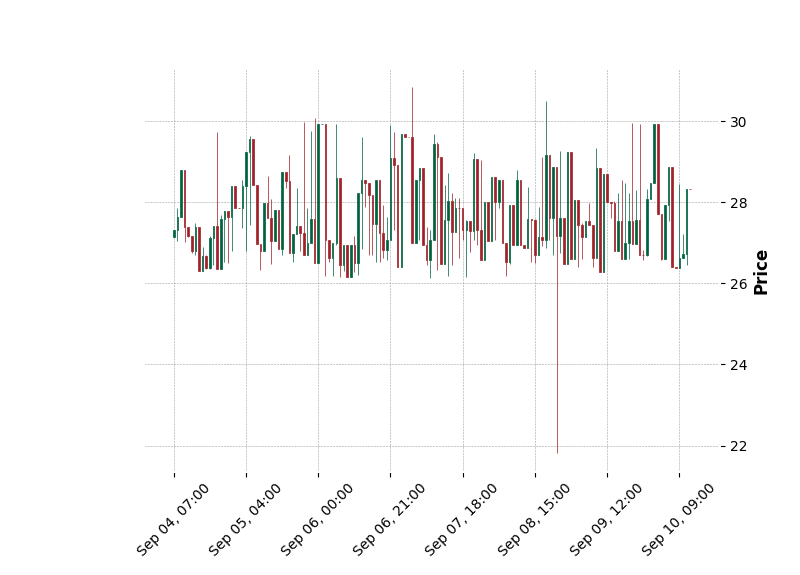 30
28
26
24
22
Price
Sep 04, 07:00
Sep 05, 04:00
Sep 06, 00:00
Sep 06, 21:00
Sep 07, 18:00
Sep 08, 15:00
Sep 09, 12:00
Sep 10, 09:00